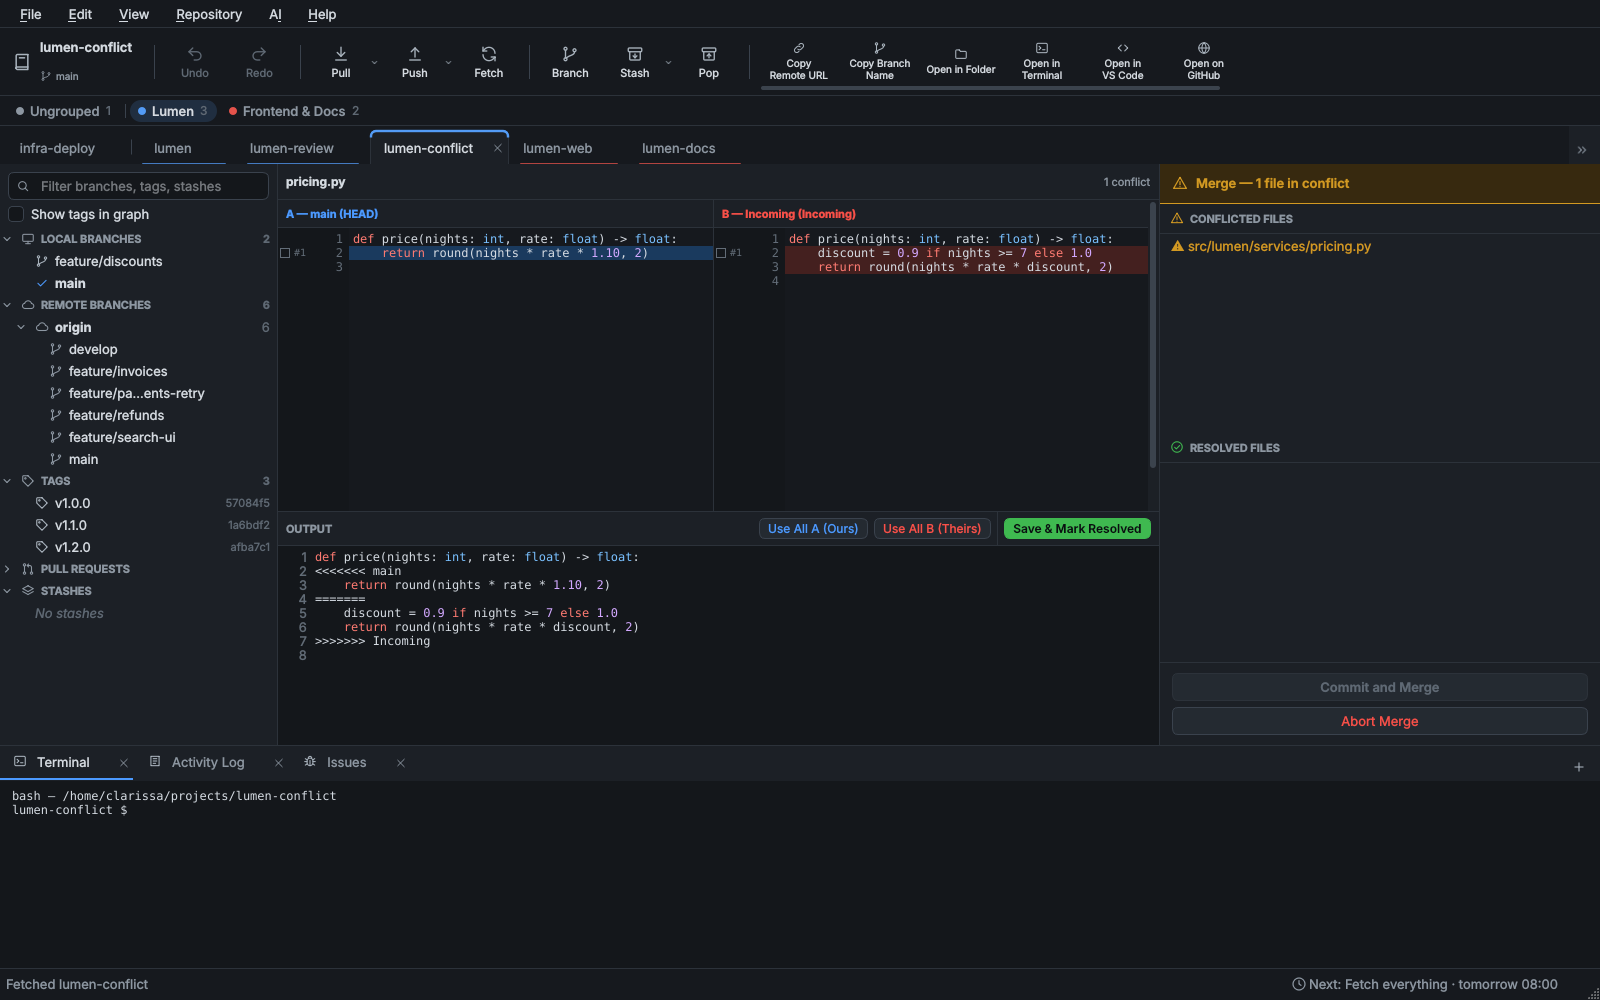 File Edit View Repository AI Help
lumen-conflict
main
Undo Redo Pull Push Fetch Branch Stash Pop
Copy Remote URL
Copy Branch Name
Open in Folder
Open in Terminal
Open in VS Code
Open on GitHub
Ungrouped 1 Lumen 3 Frontend & Docs 2
infra-deploy lumen lumen-review lumen-conflict lumen-web lumen-docs
Filter branches, tags, stashes
Show tags in graph
LOCAL BRANCHES 2
feature/discounts
main
REMOTE BRANCHES 6
origin 6
develop
feature/invoices
feature/pa...ents-retry
feature/refunds
feature/search-ui
main
TAGS 3
v1.0.0 57084f5
v1.1.0 1a6bdf2
v1.2.0 afba7c1
PULL REQUESTS
STASHES
No stashes
pricing.py 1 conflict
A — main (HEAD)
1 def price(nights: int, rate: float) -> float:
#1 2 return round(nights * rate * 1.10, 2)
3
B — Incoming (Incoming)
1 def price(nights: int, rate: float) -> float:
#1 2 discount = 0.9 if nights >= 7 else 1.0
3 return round(nights * rate * discount, 2)
4
OUTPUT Use All A (Ours) Use All B (Theirs) Save & Mark Resolved
1 def price(nights: int, rate: float) -> float:
2 <<<<<<< main
3 return round(nights * rate * 1.10, 2)
4 =======
5 discount = 0.9 if nights >= 7 else 1.0
6 return round(nights * rate * discount, 2)
7 >>>>>>> Incoming
8
Merge — 1 file in conflict
CONFLICTED FILES
src/lumen/services/pricing.py
RESOLVED FILES
Commit and Merge
Abort Merge
Terminal Activity Log Issues
bash — /home/clarissa/projects/lumen-conflict
lumen-conflict $
Fetched lumen-conflict Next: Fetch everything · tomorrow 08:00